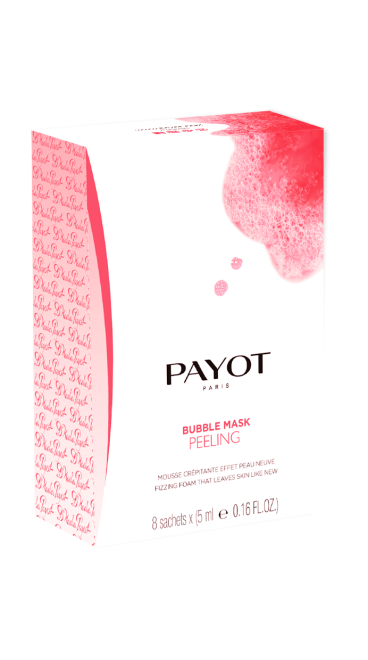 PAYOT
PARIS
BUBBLE MASK
PEELING
MOUSSE CRÉPITANTE EFFET PEAU NEUVE
FIZZING FOAM THAT LEAVES SKIN LIKE NEW
8 sachets x (5 ml ℮ 0.16 FL.OZ.)